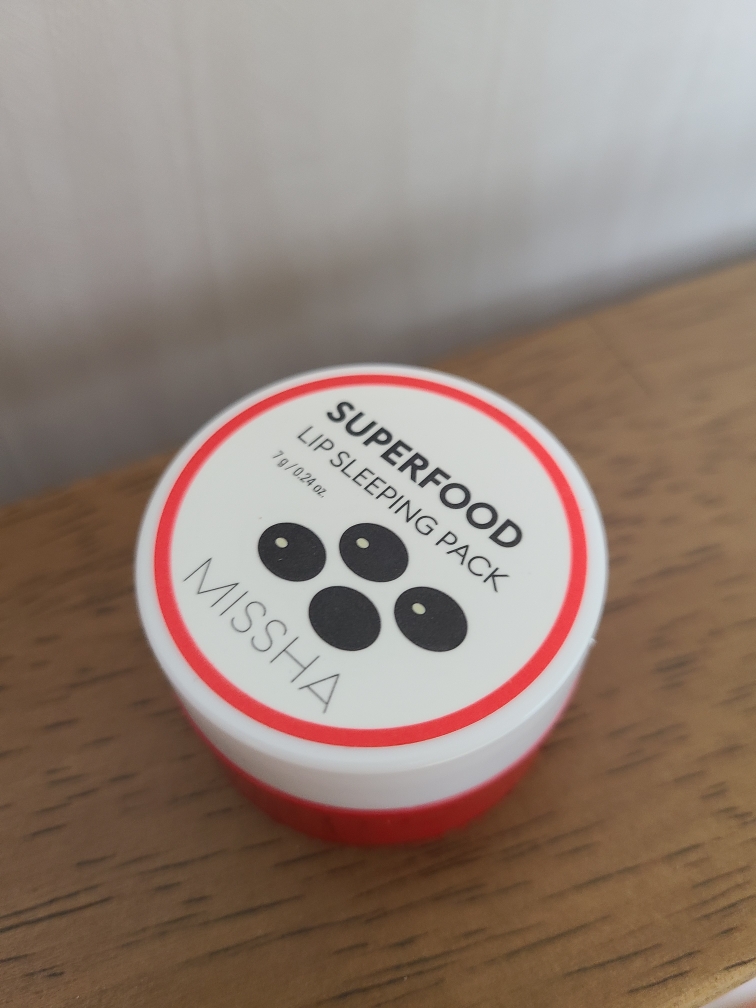 SUPERFOOD
LIP SLEEPING PACK
7 g / 0.24 oz.
MISSHA